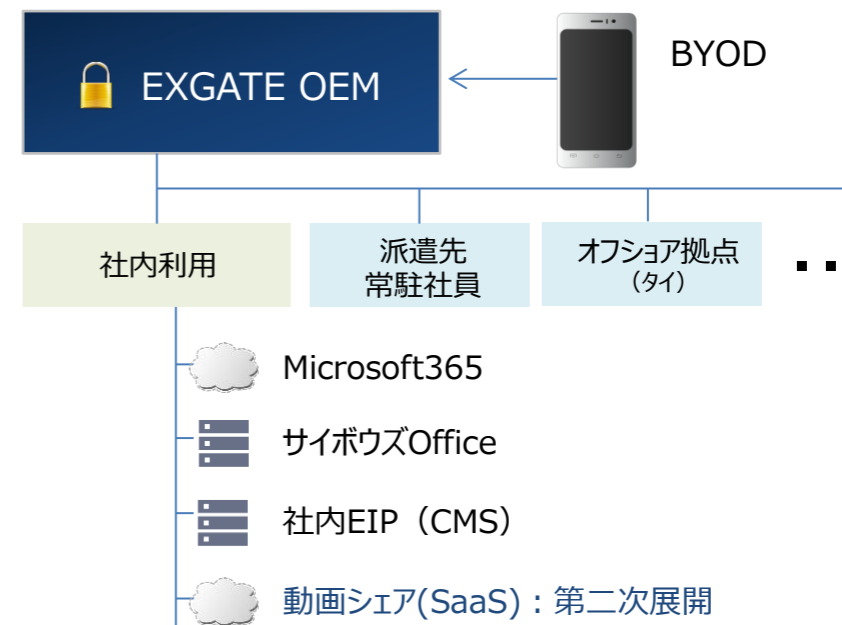 EXGATE OEM
BYOD
社内利用
派遣先
常駐社員
オフショア拠点
（タイ）
Microsoft365
サイボウズOffice
社内EIP（CMS）
動画シェア(SaaS)：第二次展開